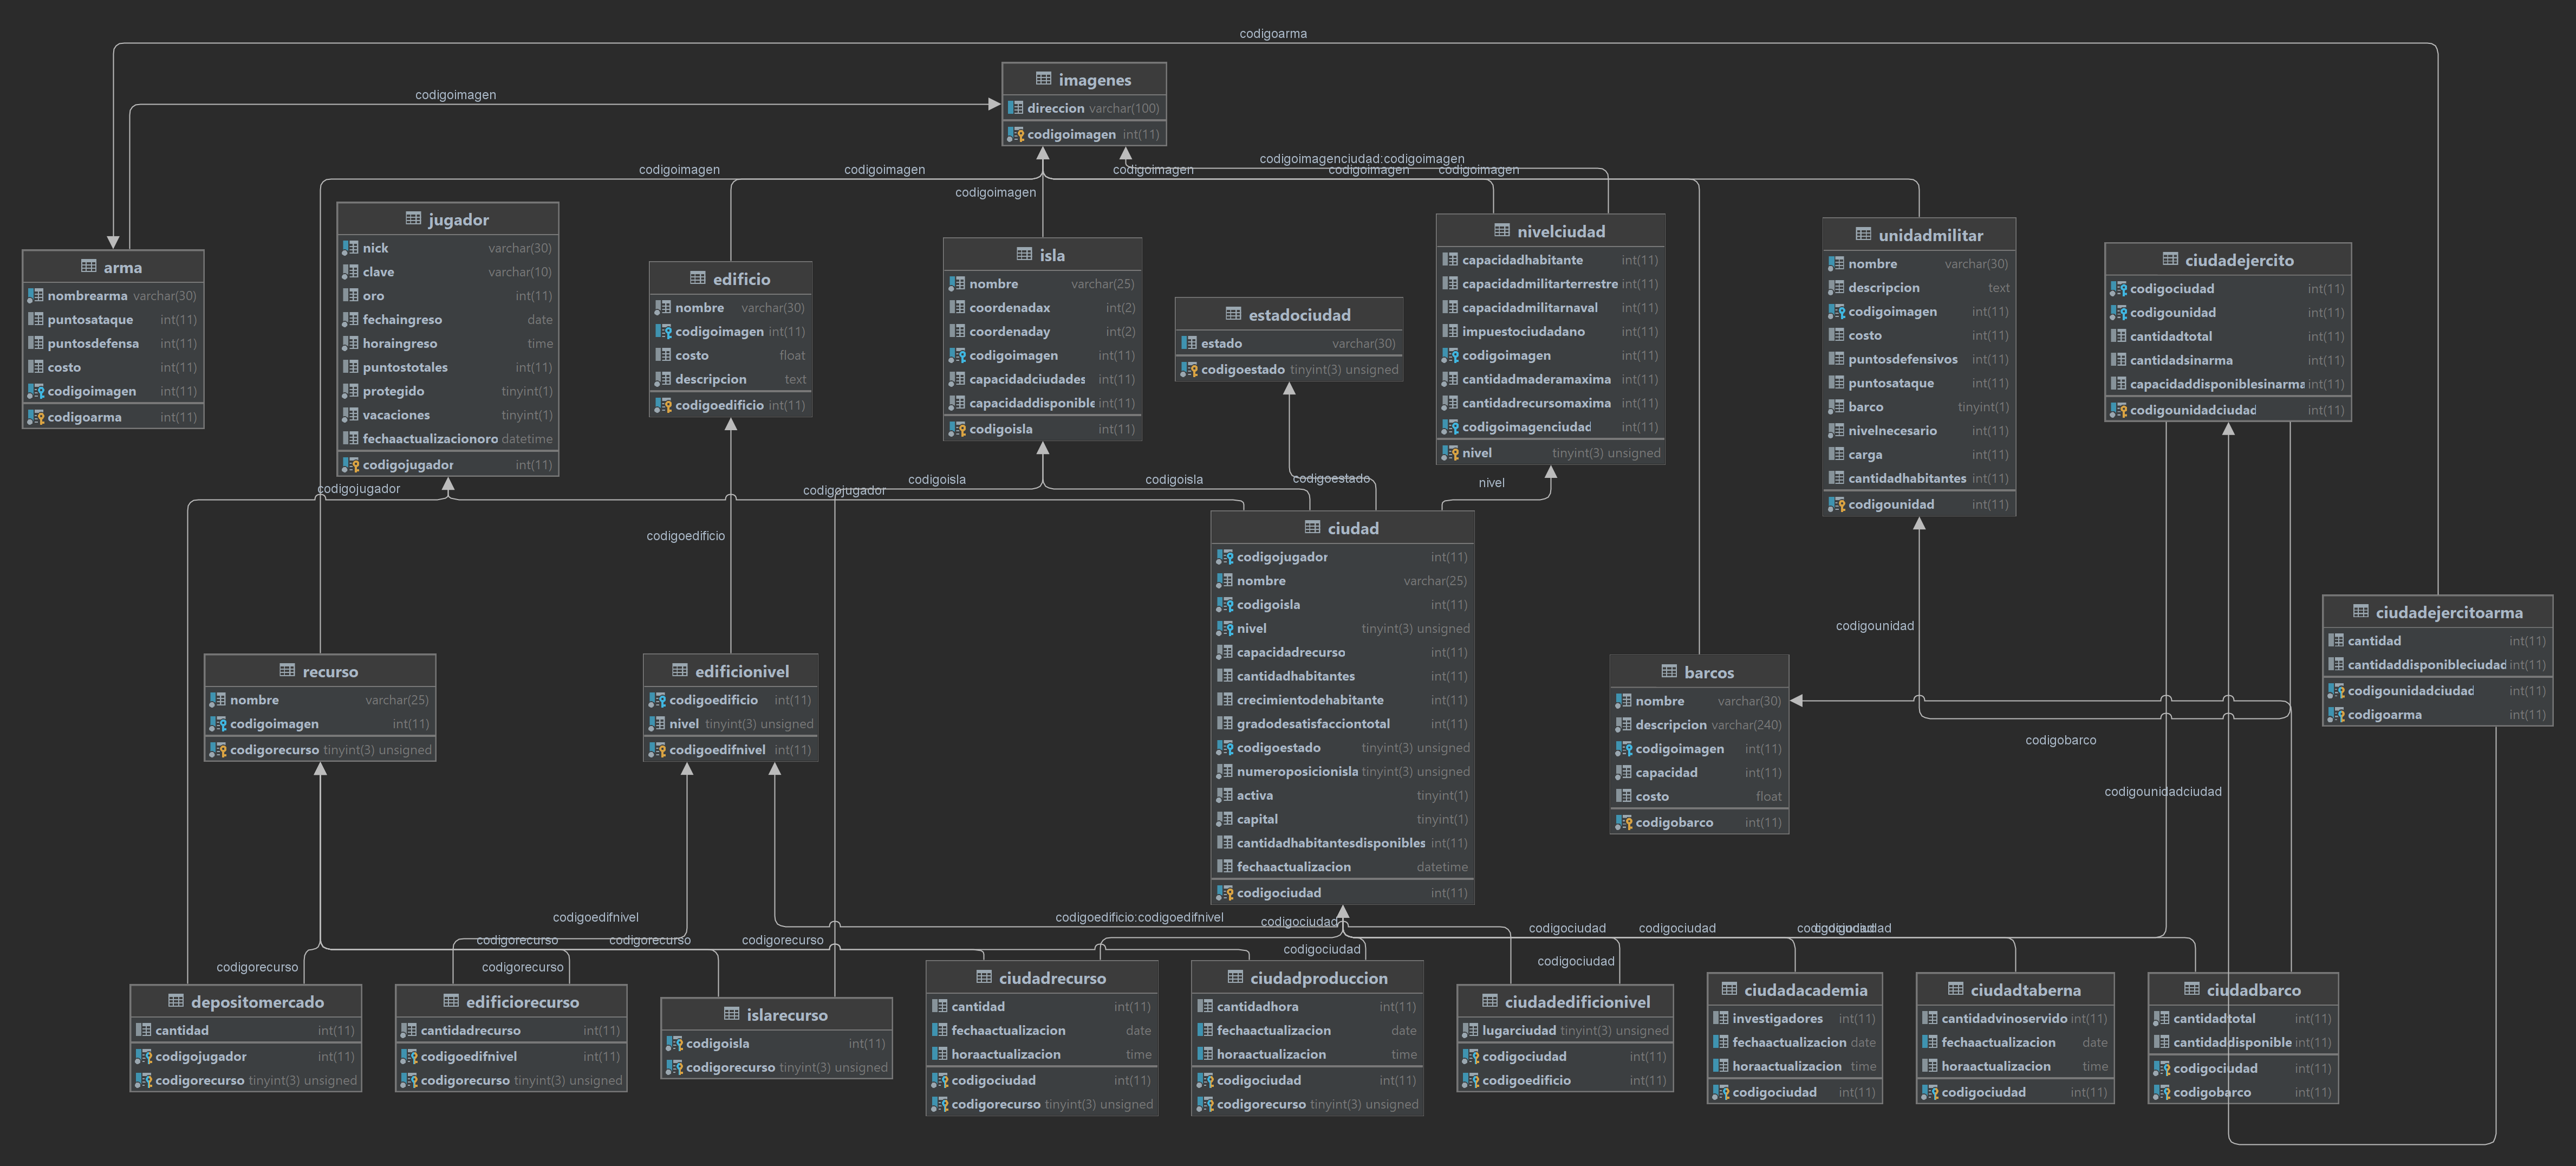 codigoarma
imagenes
direccion varchar(100)
codigoimagen int(11)
codigoimagen
codigoimagenciudad:codigoimagen
codigoimagen
codigoimagen
codigoimagen
codigoimagen
codigoimagen
codigoimagen
arma
nombrearma varchar(30)
puntosataque int(11)
puntosdefensa int(11)
costo int(11)
codigoimagen int(11)
codigoarma int(11)
jugador
nick varchar(30)
clave varchar(10)
oro int(11)
fechaingreso date
horaingreso time
puntostotales int(11)
protegido tinyint(1)
vacaciones tinyint(1)
fechaactualizacionoro datetime
codigojugador int(11)
edificio
nombre varchar(30)
codigoimagen int(11)
costo float
descripcion text
codigoedificio int(11)
isla
nombre varchar(25)
coordenadax int(2)
coordenaday int(2)
codigoimagen int(11)
capacidadciudades int(11)
capacidaddisponible int(11)
codigoisla int(11)
estadociudad
estado varchar(30)
codigoestado tinyint(3) unsigned
nivelciudad
capacidadhabitante int(11)
capacidadmilitarterrestre int(11)
capacidadmilitarnaval int(11)
impuestociudadano int(11)
codigoimagen int(11)
cantidadmaderamaxima int(11)
cantidadrecursomaxima int(11)
codigoimagenciudad int(11)
nivel tinyint(3) unsigned
unidadmilitar
nombre varchar(30)
descripcion text
codigoimagen int(11)
costo int(11)
puntosdefensivos int(11)
puntosataque int(11)
barco tinyint(1)
nivelnecesario int(11)
carga int(11)
cantidadhabitantes int(11)
codigounidad int(11)
ciudadejercito
codigociudad int(11)
codigounidad int(11)
cantidadtotal int(11)
cantidadsinarma int(11)
capacidaddisponiblesinarma int(11)
codigounidadciudad int(11)
codigojugador
codigojugador
codigoisla
codigoisla
codigoestado
nivel
codigoedificio
ciudad
codigojugador int(11)
nombre varchar(25)
codigoisla int(11)
nivel tinyint(3) unsigned
capacidadrecurso int(11)
cantidadhabitantes int(11)
crecimientodehabitante int(11)
gradodesatisfacciontotal int(11)
codigoestado tinyint(3) unsigned
numeroposicionisla tinyint(3) unsigned
activa tinyint(1)
capital tinyint(1)
cantidadhabitantesdisponibles int(11)
fechaactualizacion datetime
codigociudad int(11)
codigounidad
ciudadejercitoarma
cantidad int(11)
cantidaddisponibleciudad int(11)
codigounidadciudad int(11)
codigoarma int(11)
recurso
nombre varchar(25)
codigoimagen int(11)
codigorecurso tinyint(3) unsigned
edificionivel
codigoedificio int(11)
nivel tinyint(3) unsigned
codigoedifnivel int(11)
barcos
nombre varchar(30)
descripcion varchar(240)
codigoimagen int(11)
capacidad int(11)
costo float
codigobarco int(11)
codigobarco
codigounidadciudad
codigoedifnivel
codigoedificio:codigoedifnivel
codigociudad
codigociudad
codigociudad
codigociudad
codigorecurso
codigorecurso
codigorecurso
codigociudad
codigorecurso
codigorecurso
codigociudad
depositomercado
cantidad int(11)
codigojugador int(11)
codigorecurso tinyint(3) unsigned
edificiorecurso
cantidadrecurso int(11)
codigoedifnivel int(11)
codigorecurso tinyint(3) unsigned
islarecurso
codigoisla int(11)
codigorecurso tinyint(3) unsigned
ciudadrecurso
cantidad int(11)
fechaactualizacion date
horaactualizacion time
codigociudad int(11)
codigorecurso tinyint(3) unsigned
ciudadproduccion
cantidadhora int(11)
fechaactualizacion date
horaactualizacion time
codigociudad int(11)
codigorecurso tinyint(3) unsigned
ciudadedificionivel
lugarciudad tinyint(3) unsigned
codigociudad int(11)
codigoedificio int(11)
ciudadacademia
investigadores int(11)
fechaactualizacion date
horaactualizacion time
codigociudad int(11)
ciudadtaberna
cantidadvinoservido int(11)
fechaactualizacion date
horaactualizacion time
codigociudad int(11)
ciudadbarco
cantidadtotal int(11)
cantidaddisponible int(11)
codigociudad int(11)
codigobarco int(11)